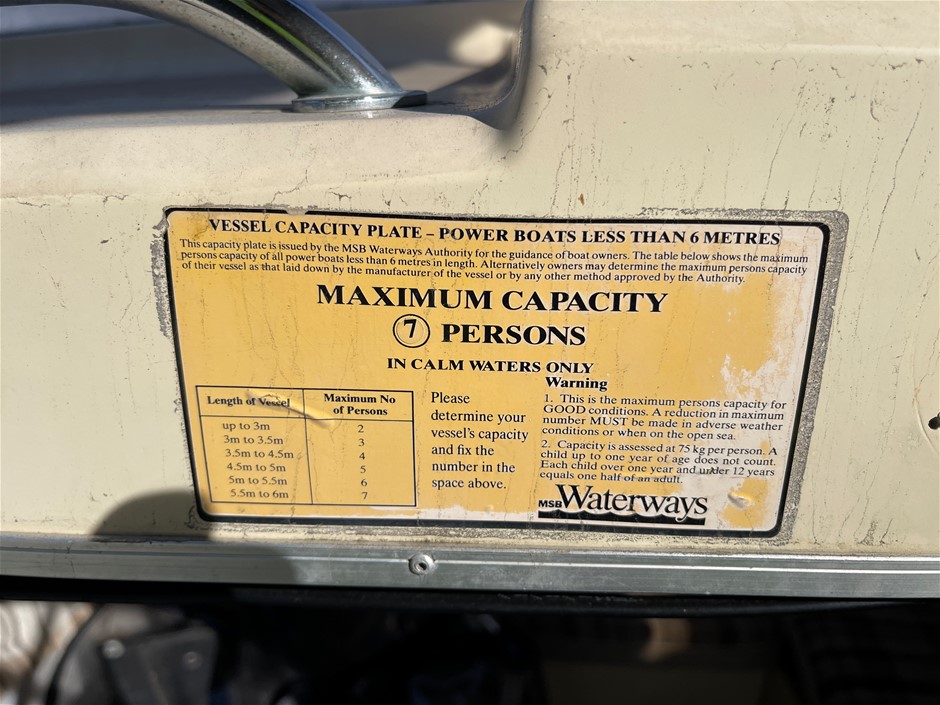 VESSEL CAPACITY PLATE – POWER BOATS LESS THAN 6 METRES
This capacity plate is issued by the MSB Waterways Authority for the guidance of boat owners. The table below shows the maximum
persons capacity of all power boats less than 6 metres in length. Alternatively owners may determine the maximum persons capacity
of their vessel as that laid down by the manufacturer of the vessel or by any other method approved by the Authority.
MAXIMUM CAPACITY
7 PERSONS
IN CALM WATERS ONLY
Length of Vessel Maximum No
of Persons
up to 3m 2
3m to 3.5m 3
3.5m to 4.5m 4
4.5m to 5m 5
5m to 5.5m 6
5.5m to 6m 7
Please
determine your
vessel's capacity
and fix the
number in the
space above.
Warning
1. This is the maximum persons capacity for
GOOD conditions. A reduction in maximum
number MUST be made in adverse weather
conditions or when on the open sea.
2. Capacity is assessed at 75 kg per person. A
child up to one year of age does not count.
Each child over one year and under 12 years
equals one half of an adult.
MSB Waterways